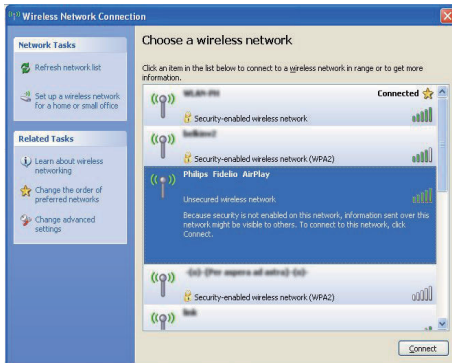 Wireless Network Connection
Network Tasks
Refresh network list
Set up a wireless network
for a home or small office
Related Tasks
Learn about wireless
networking
Change the order of
preferred networks
Change advanced
settings
Choose a wireless network
Click an item in the list below to connect to a wireless network in range or to get more
information.
Connected
Security-enabled wireless network
Security-enabled wireless network (WPA2)
Philips Fidelio AirPlay
Unsecured wireless network
Because security is not enabled on this network, information sent over this
network might be visible to others. To connect to this network, click
Connect.
Security-enabled wireless network (WPA2)
Connect